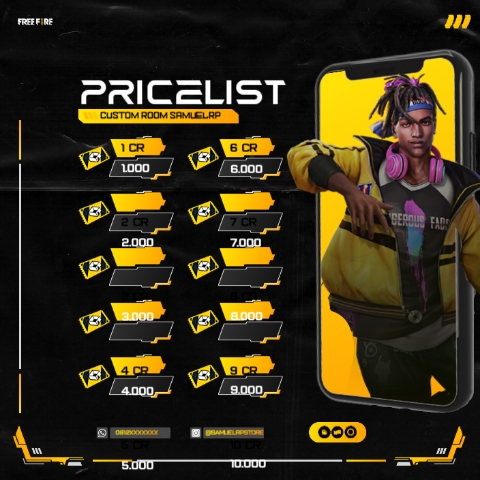 FREE FIRE
PRICELIST
CUSTOM ROOM SAMUELRP
1 CR
1.000
6 CR
6.000
2 CR
2.000
7 CR
7.000
3.000
8.000
4 CR
4.000
9 CR
9.000
0812XXXXXXX
@SAMUELRPSTORE
5.000
10.000